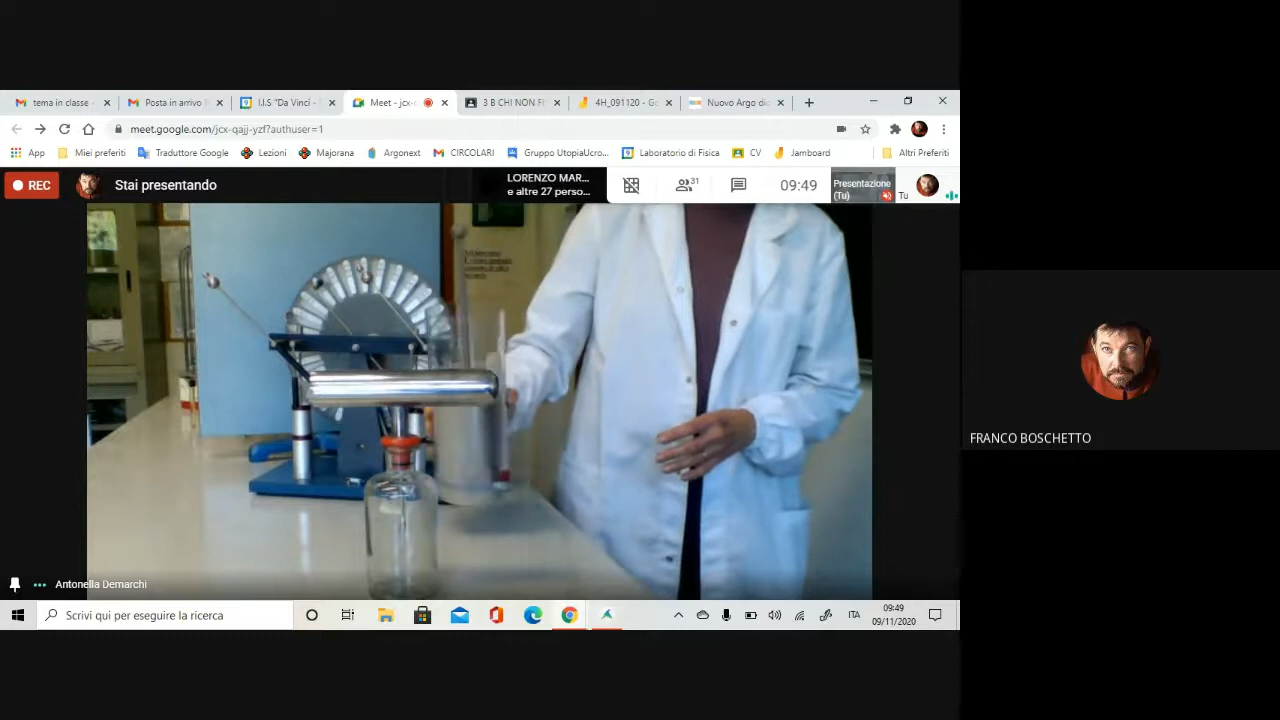 tema in classe -
Posta in arrivo
I.I.S "Da Vinci -
Meet - jcx-
3 B CHI NON F
4H_091120 - G
Nuovo Argo di
meet.google.com/jcx-qajj-yzf?authuser=1
App
Miei preferiti
Traduttore Google
Lezioni
Majorana
Argonext
CIRCOLARI
Gruppo UtopiaUcro...
Laboratorio di Fisica
CV
Jamboard
Altri Preferiti
REC
Stai presentando
LORENZO MAR...
e altre 27 perso...
31
09:49
Presentazione
(Tu)
Tu
FRANCO BOSCHETTO
Antonella Demarchi
Scrivi qui per eseguire la ricerca
ITA
09:49
09/11/2020